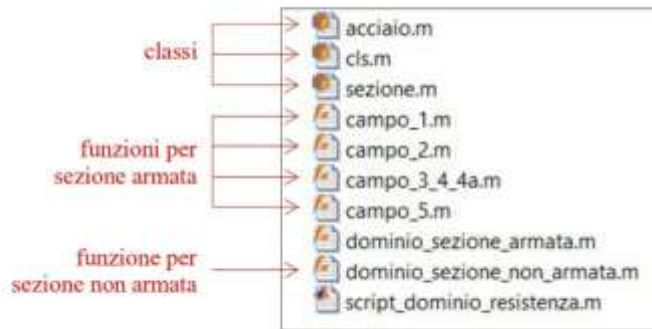 classi
funzioni per
sezione armata
funzione per
sezione non armata
acciaio.m
cls.m
sezione.m
campo_1.m
campo_2.m
campo_3_4_4a.m
campo_5.m
dominio_sezione_armata.m
dominio_sezione_non_armata.m
script_dominio_resistenza.m